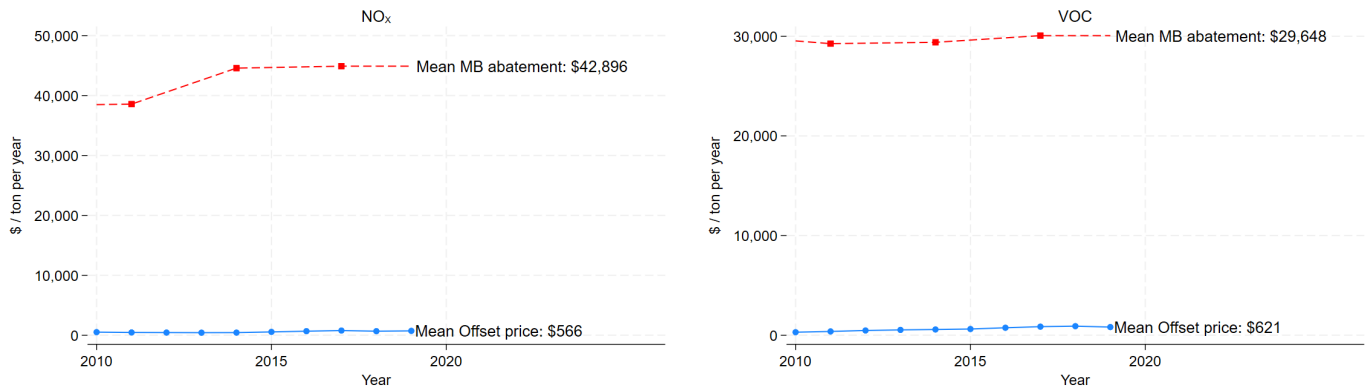 NOₓ
$ / ton per year
50,000
40,000
30,000
20,000
10,000
0
Mean MB abatement: $42,896
Mean Offset price: $566
2010
2015
2020
Year
VOC
$ / ton per year
30,000
20,000
10,000
0
Mean MB abatement: $29,648
Mean Offset price: $621
2010
2015
2020
Year